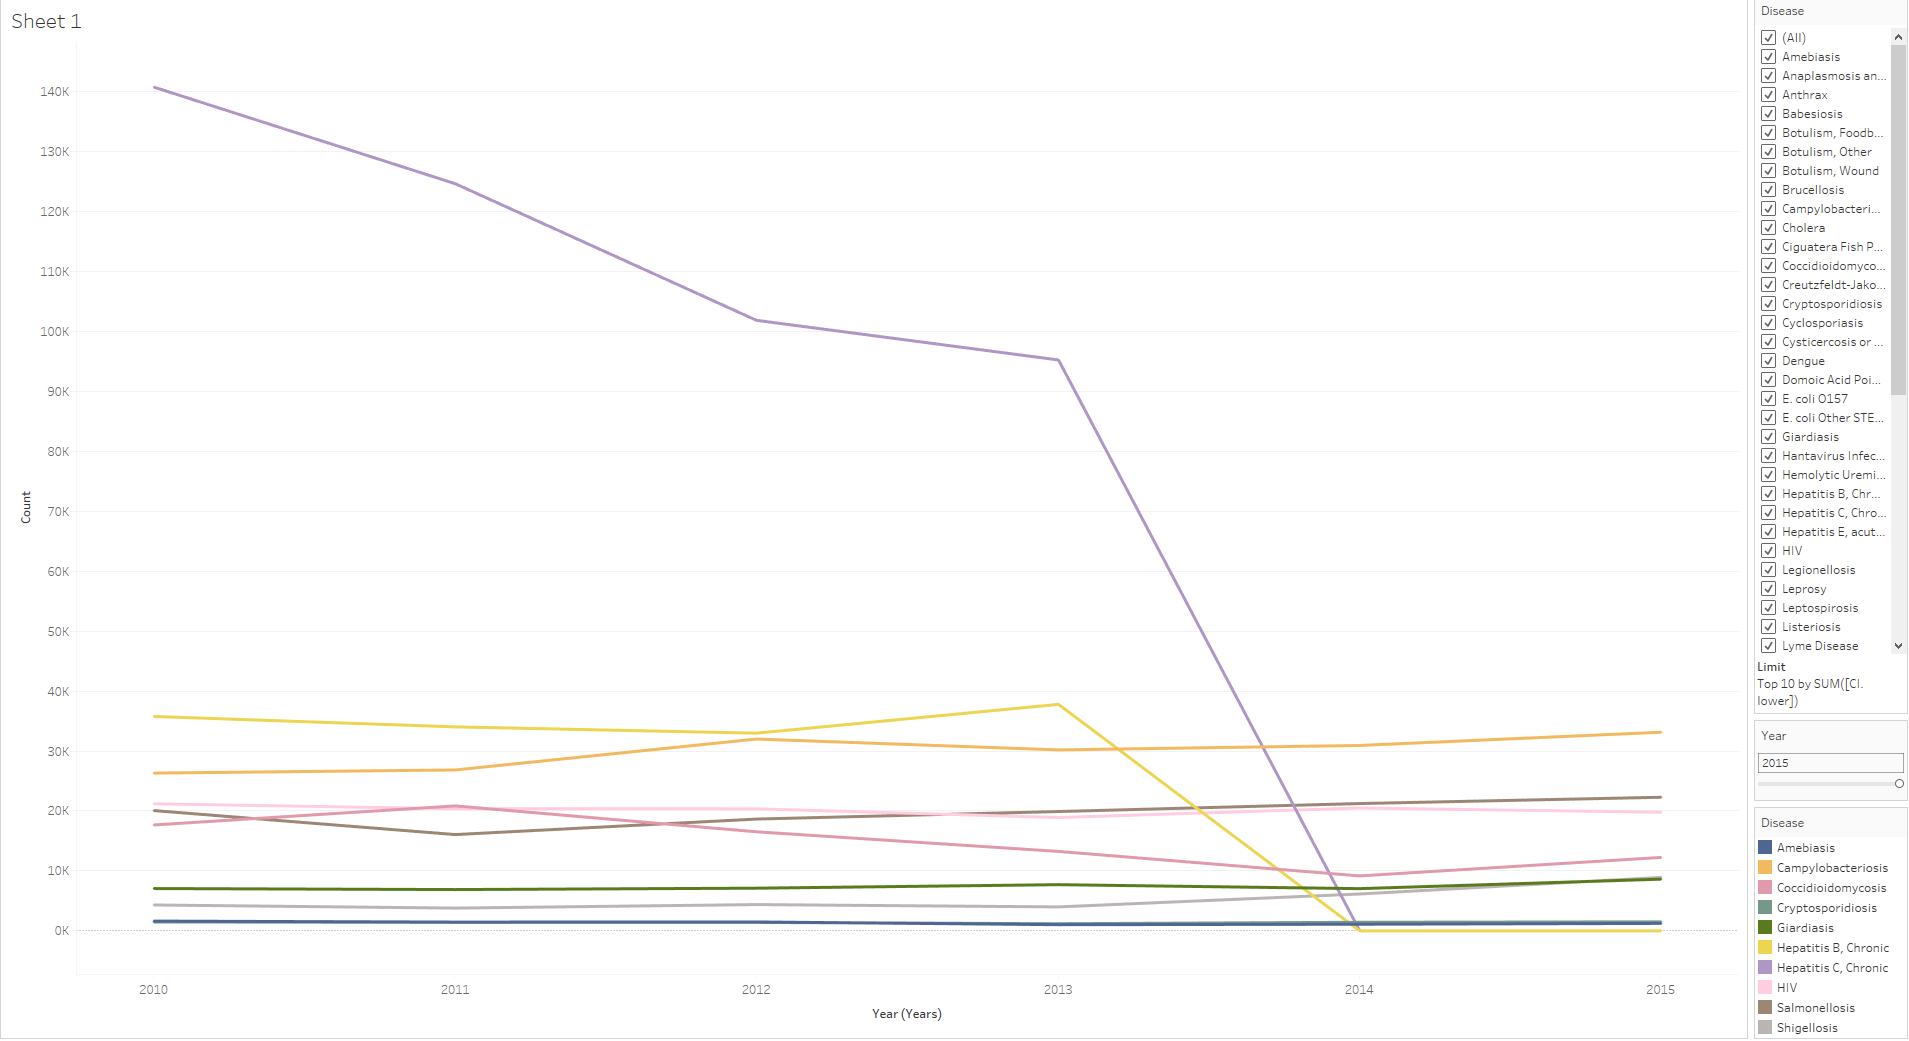 Sheet 1
140K
130K
120K
110K
100K
90K
80K
70K
60K
50K
40K
30K
20K
10K
0K
Count
2010
2011
2012
2013
2014
2015
Year (Years)
Disease
(All)
Amebiasis
Anaplasmosis an...
Anthrax
Babesiosis
Botulism, Foodb...
Botulism, Other
Botulism, Wound
Brucellosis
Campylobacteri...
Cholera
Ciguatera Fish P...
Coccidioidomyco...
Creutzfeldt-Jako...
Cryptosporidiosis
Cyclosporiasis
Cysticercosis or ...
Dengue
Domoic Acid Poi...
E. coli O157
E. coli Other STE...
Giardiasis
Hantavirus Infec...
Hemolytic Uremi...
Hepatitis B, Chr...
Hepatitis C, Chro...
Hepatitis E, acut...
HIV
Legionellosis
Leprosy
Leptospirosis
Listeriosis
Lyme Disease
Limit
Top 10 by SUM([CI.
lower])
Year
2015
Disease
Amebiasis
Campylobacteriosis
Coccidioidomycosis
Cryptosporidiosis
Giardiasis
Hepatitis B, Chronic
Hepatitis C, Chronic
HIV
Salmonellosis
Shigellosis